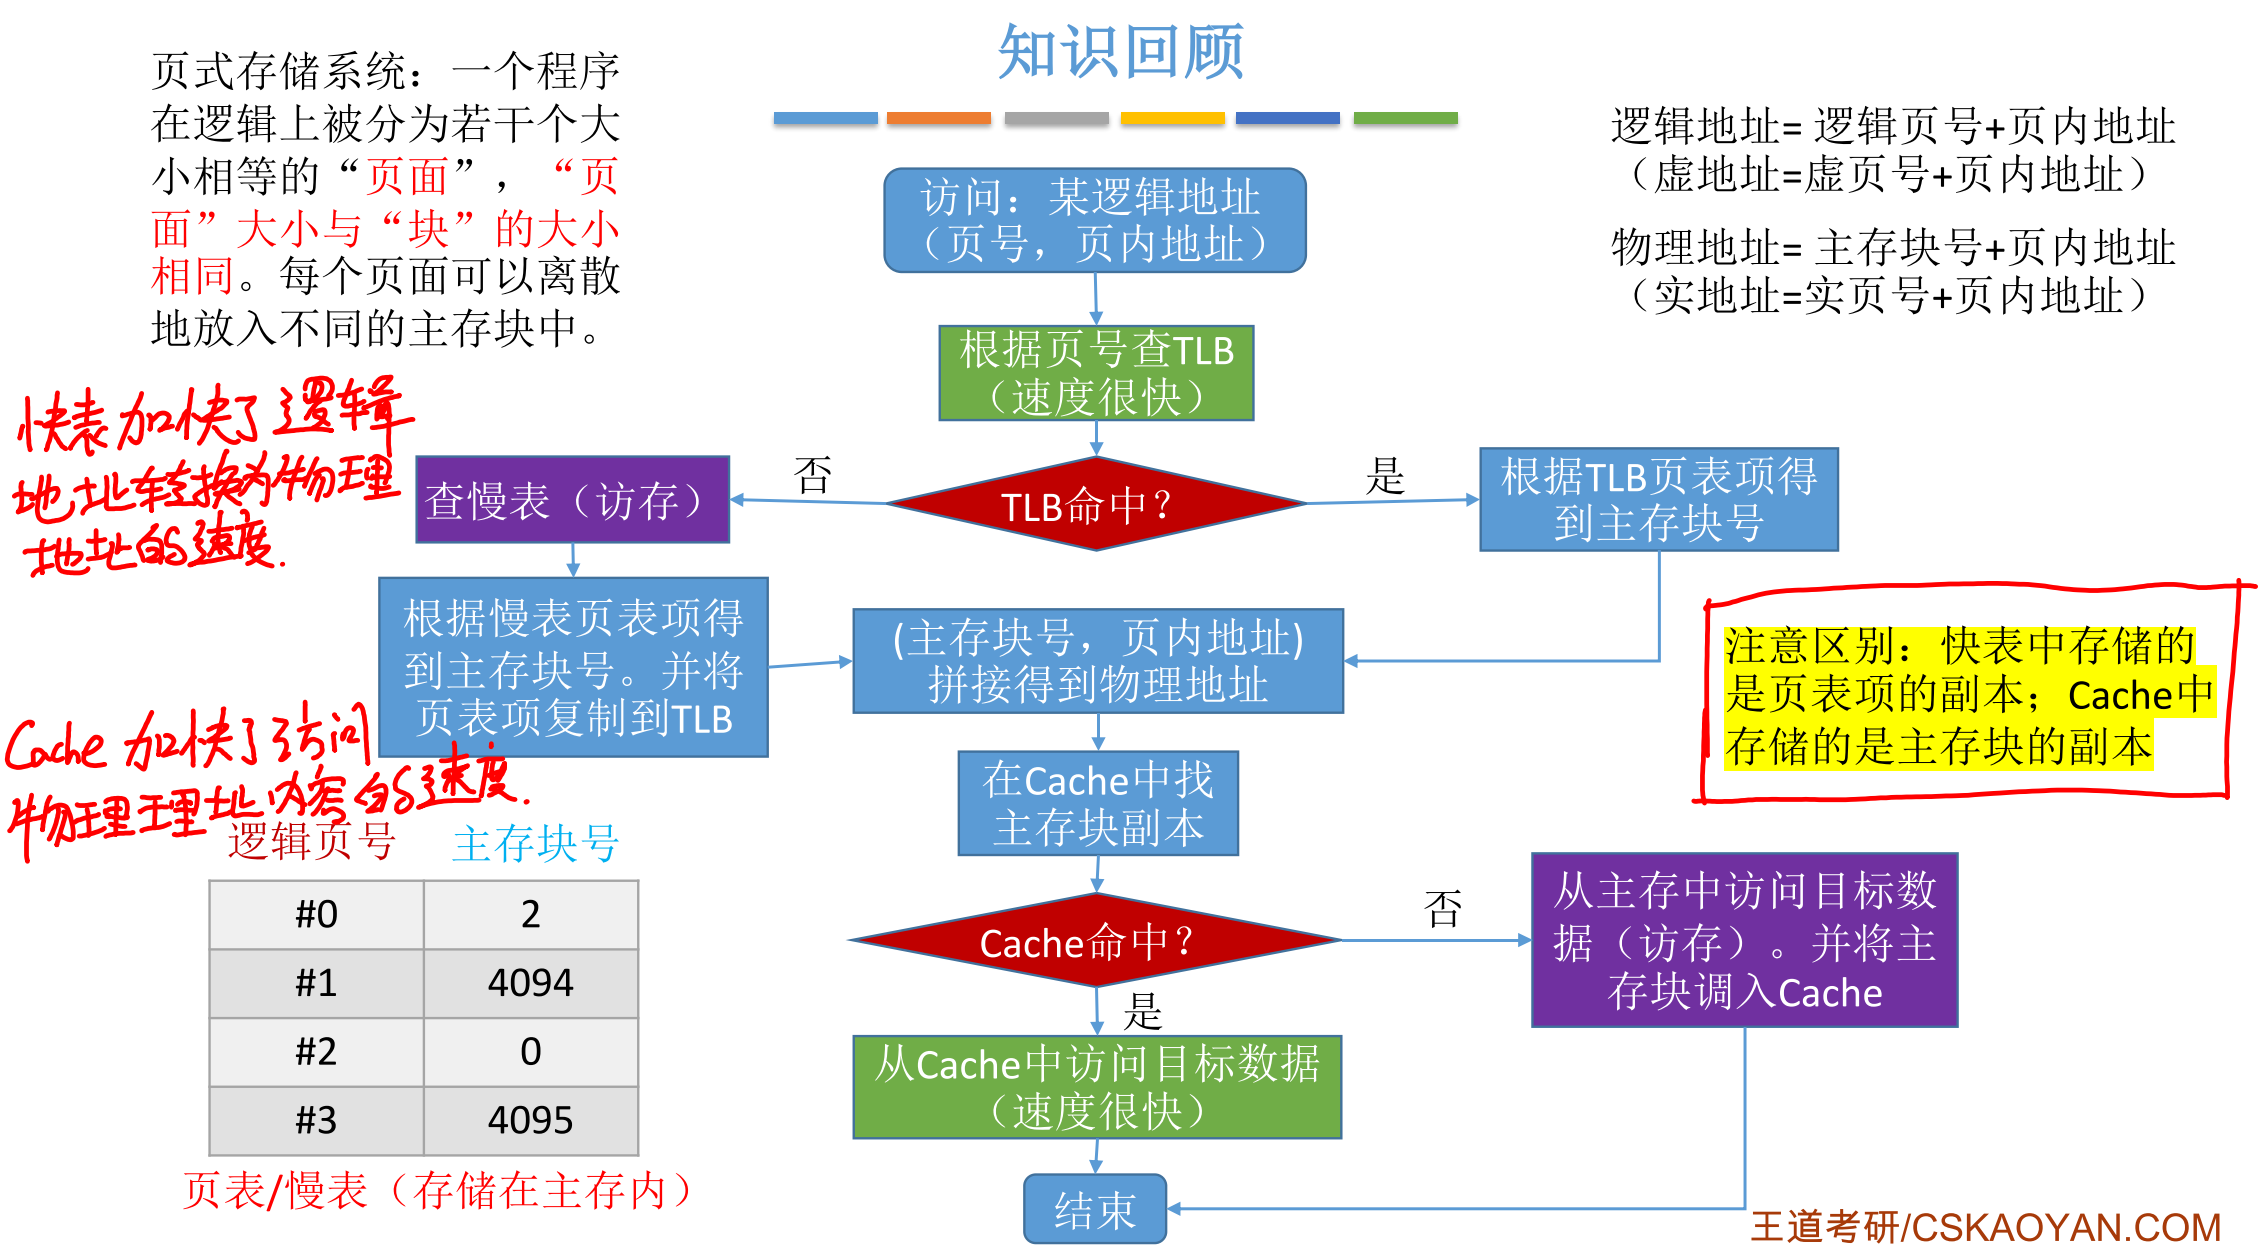 知识回顾
页式存储系统：一个程序
在逻辑上被分为若干个大
小相等的“页面”，“页
面”大小与“块”的大小
相同。每个页面可以离散
地放入不同的主存块中。
逻辑地址= 逻辑页号+页内地址
（虚地址=虚页号+页内地址）
物理地址= 主存块号+页内地址
（实地址=实页号+页内地址）
访问：某逻辑地址
（页号，页内地址）
根据页号查TLB
（速度很快）
TLB命中？
否
是
查慢表（访存）
根据TLB页表项得
到主存块号
根据慢表页表项得
到主存块号。并将
页表项复制到TLB
(主存块号，页内地址)
拼接得到物理地址
在Cache中找
主存块副本
Cache命中？
否
是
从主存中访问目标数
据（访存）。并将主
存块调入Cache
从Cache中访问目标数据
（速度很快）
结束
快表加快了逻辑
地址转换为物理
地址的速度.
Cache 加快了访问
物理理址内容的速度.
注意区别：快表中存储的
是页表项的副本；Cache中
存储的是主存块的副本
逻辑页号 主存块号
#0 2
#1 4094
#2 0
#3 4095
页表/慢表（存储在主存内）
王道考研/CSKAOYAN.COM